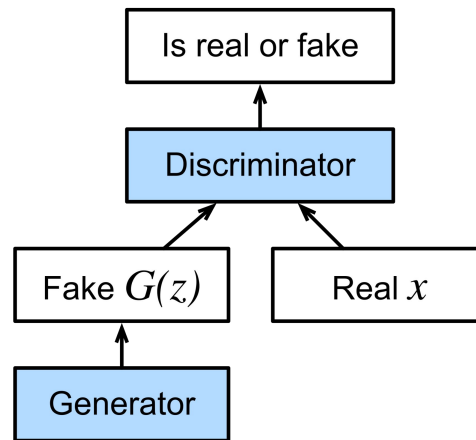 Is real or fake
Discriminator
Fake G(z)
Real x
Generator